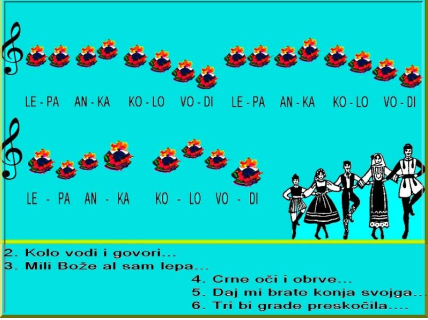 LE - PA AN - KA KO - LO VO - DI LE - PA AN - KA KO - LO VO - DI
LE - PA AN - KA KO - LO VO - DI
2. Kolo vodi i govori...
3. Mili Bože al sam lepa...
4. Crne oči i obrve...
5. Daj mi brate konja svojga...
6. Tri bi grade preskočila....